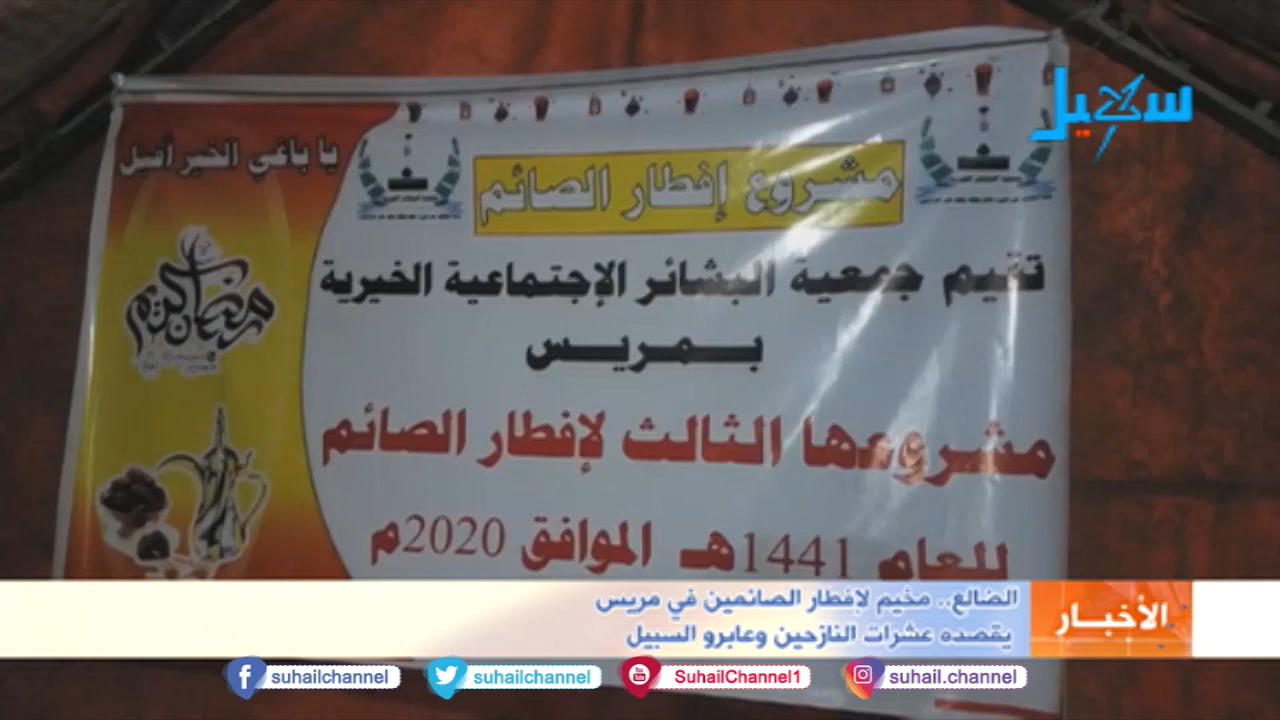 سهيل
يا باغي الخير أقبل
مشروع إفطار الصائم
رمضان كريم
تقيم جمعية البشائر الإجتماعية الخيرية
بمريس
مشروعها الثالث لإفطار الصائم
للعام 1441هـ الموافق 2020م
الأخبار
الضالع.. مخيم لإفطار الصائمين في مريس
يقصده عشرات النازحين وعابرو السبيل
suhailchannel
suhailchannel
SuhailChannel1
suhail.channel